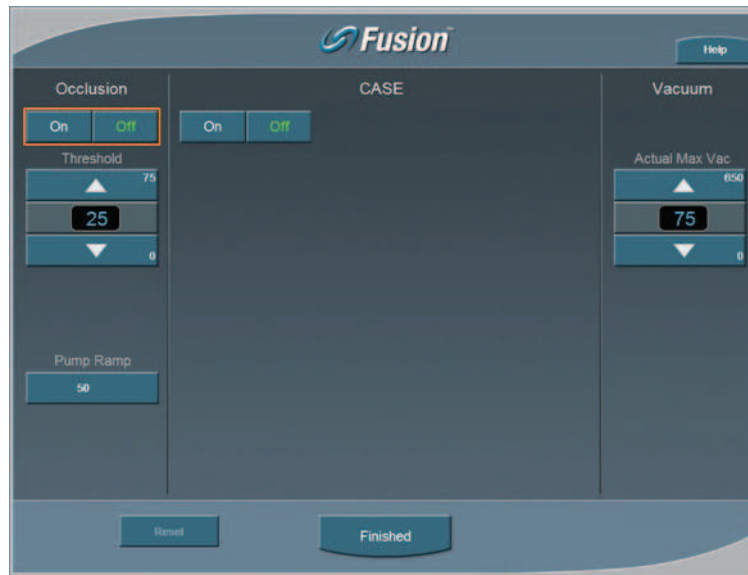 Fusion™
Help
Occlusion
CASE
Vacuum
On Off
On Off
Threshold
Actual Max Vac
75
650
25
75
0
0
Pump Ramp
50
Reset
Finished